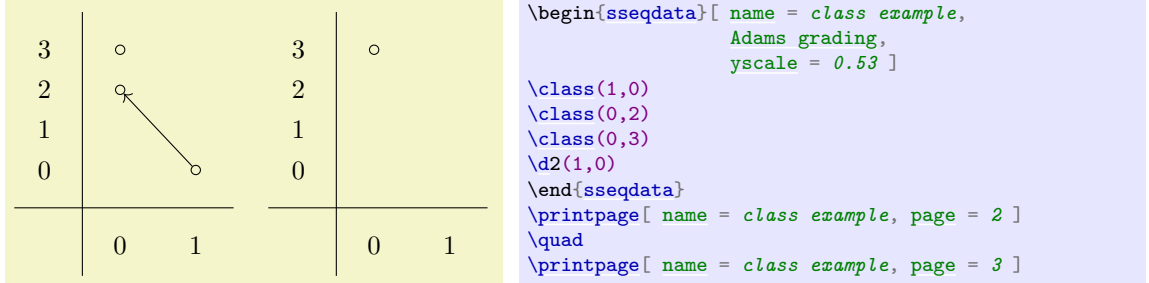 3
2
1
0
0 1
3
2
1
0
0 1
\begin{sseqdata}[ name = class example,
Adams grading,
yscale = 0.53 ]
\class(1,0)
\class(0,2)
\class(0,3)
\d2(1,0)
\end{sseqdata}
\printpage[ name = class example, page = 2 ]
\quad
\printpage[ name = class example, page = 3 ]